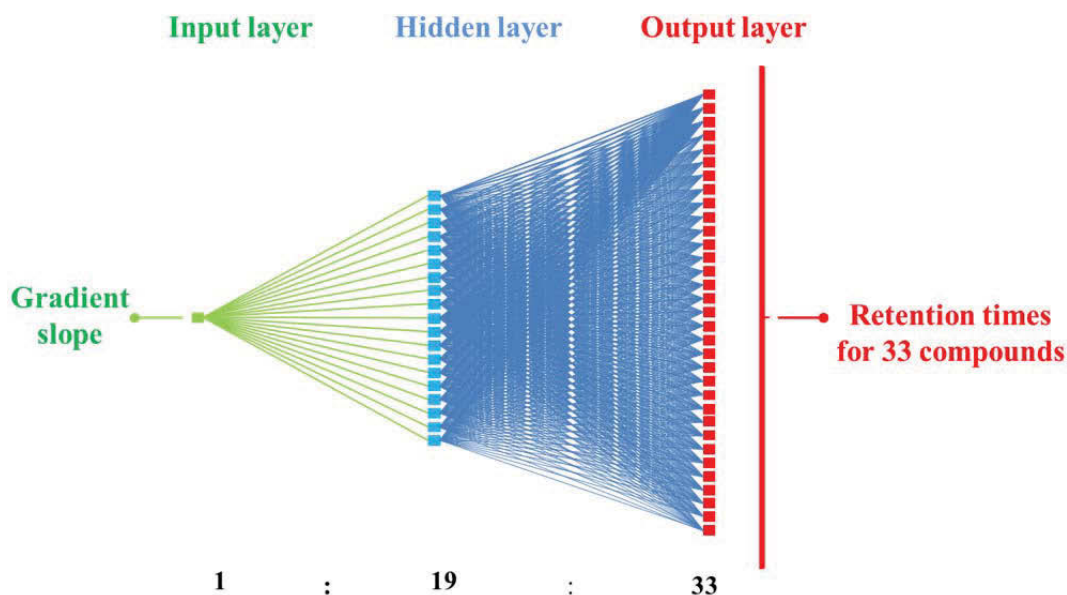 Input layer Hidden layer Output layer
Gradient
slope
Retention times
for 33 compounds
1 : 19 : 33